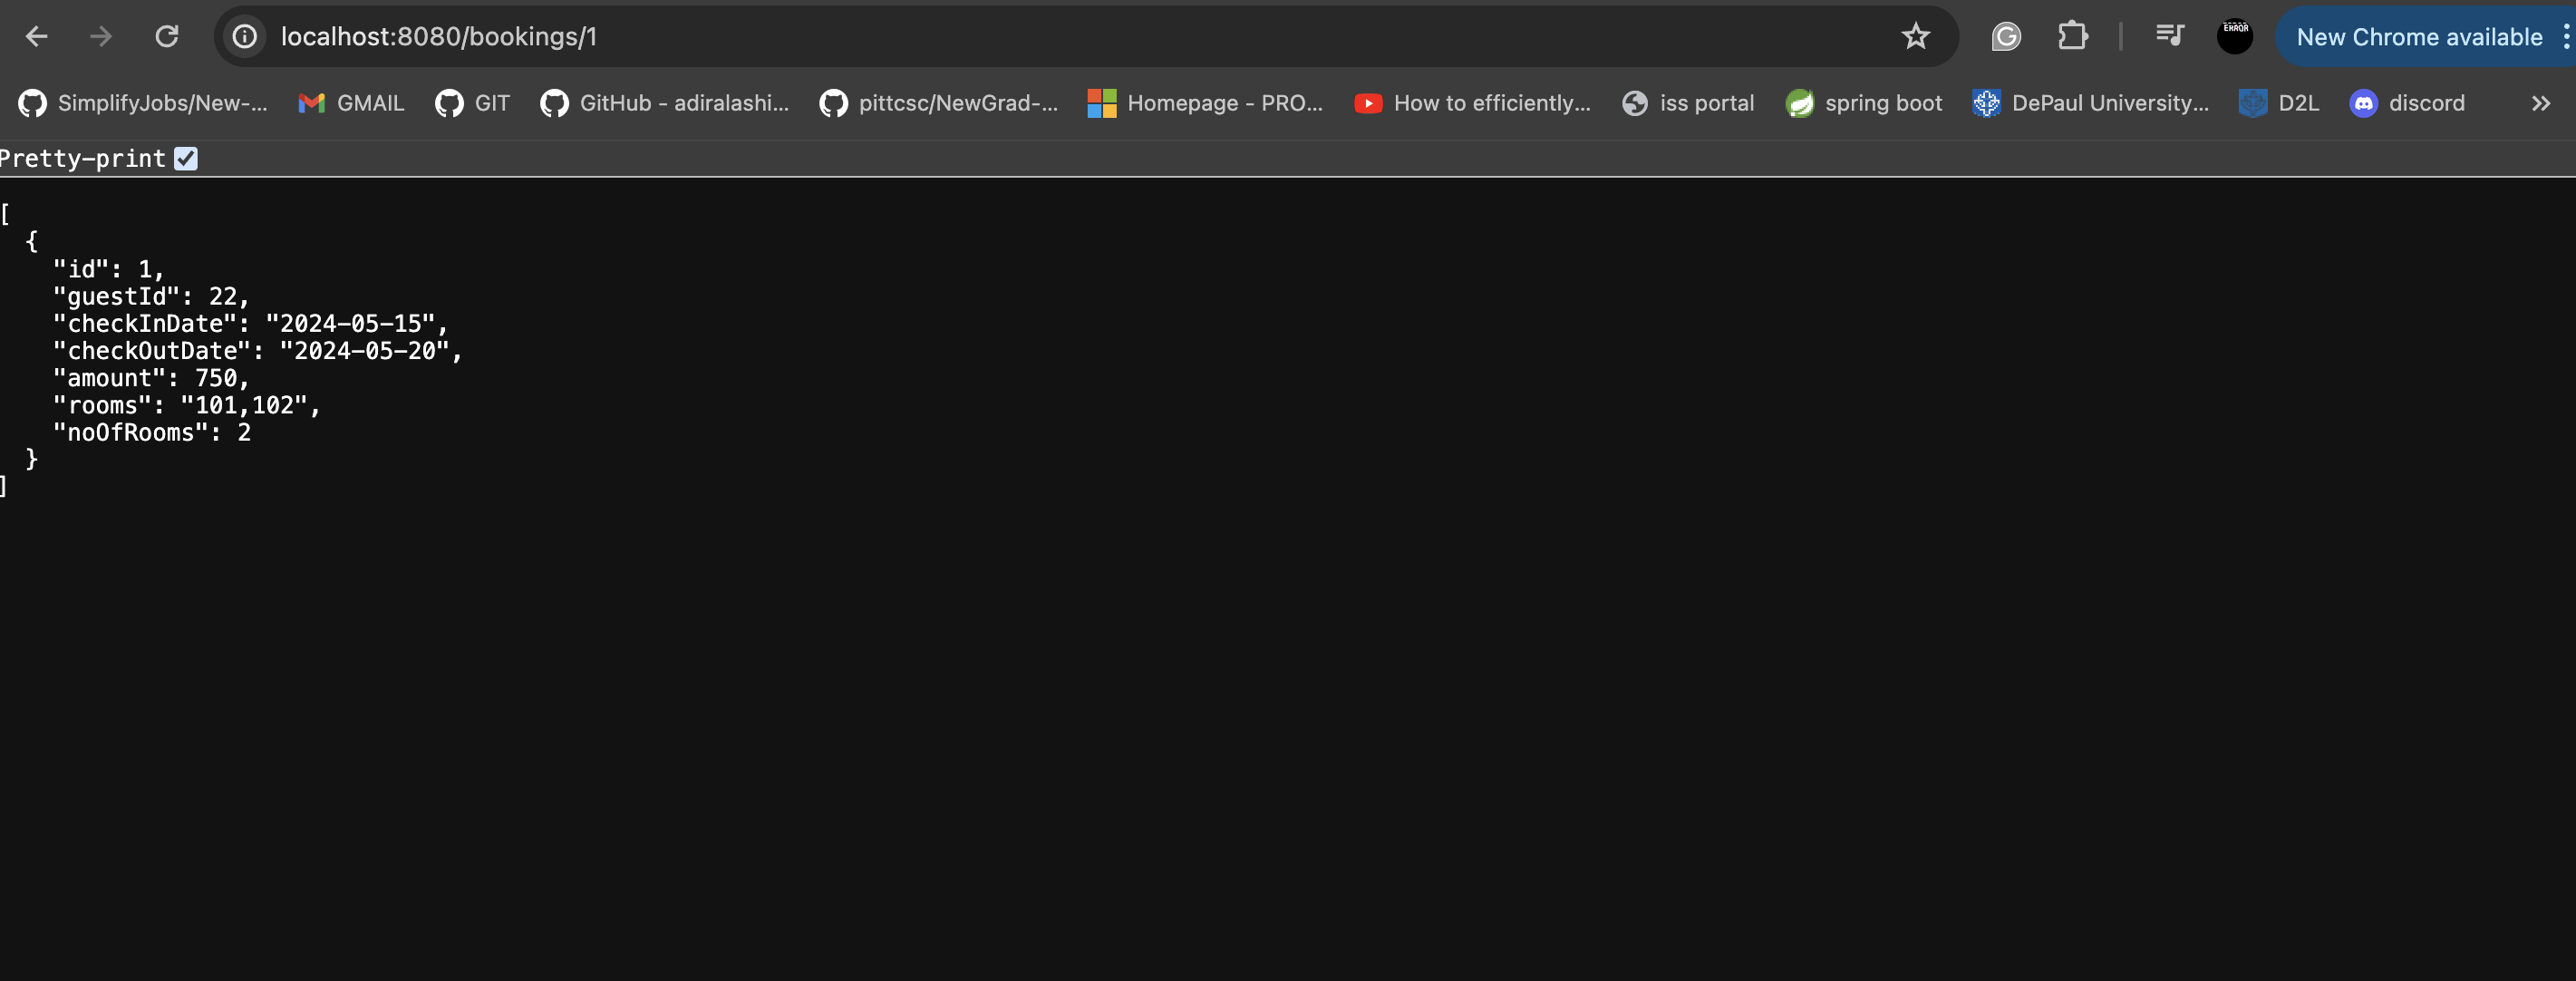 localhost:8080/bookings/1
New Chrome available
SimplifyJobs/New-...
GMAIL
GIT
GitHub - adiralashi...
pittcsc/NewGrad-...
Homepage - PRO...
How to efficiently...
iss portal
spring boot
DePaul University...
D2L
discord
Pretty-print
[
  {
    "id": 1,
    "guestId": 22,
    "checkInDate": "2024-05-15",
    "checkOutDate": "2024-05-20",
    "amount": 750,
    "rooms": "101,102",
    "noOfRooms": 2
  }
]